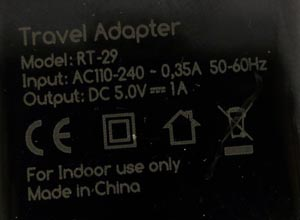 Travel Adapter
Model: RT-29
Input: AC110-240 - 0,35A 50-60Hz
Output: DC 5.0V⎓1A
CE
For Indoor use only
Made in China